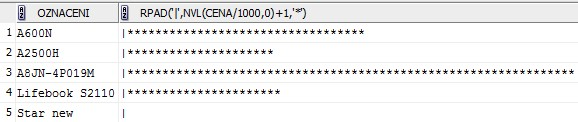 OZNACENI RPAD('|',NVL(CENA/1000,0)+1,'*')
1 A600N |**********************************
2 A2500H |*********************
3 A8JN-4P019M |****************************************************************
4 Lifebook S2110 |**********************
5 Star new |